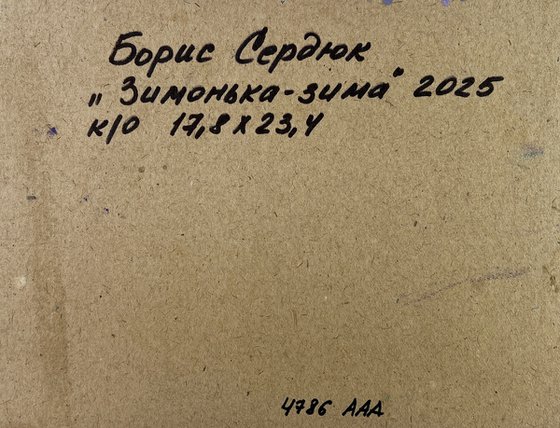 Борис Сердюк
„Зимонька-зима" 2025
к/о 17,8 х 23,4
4786 ААА